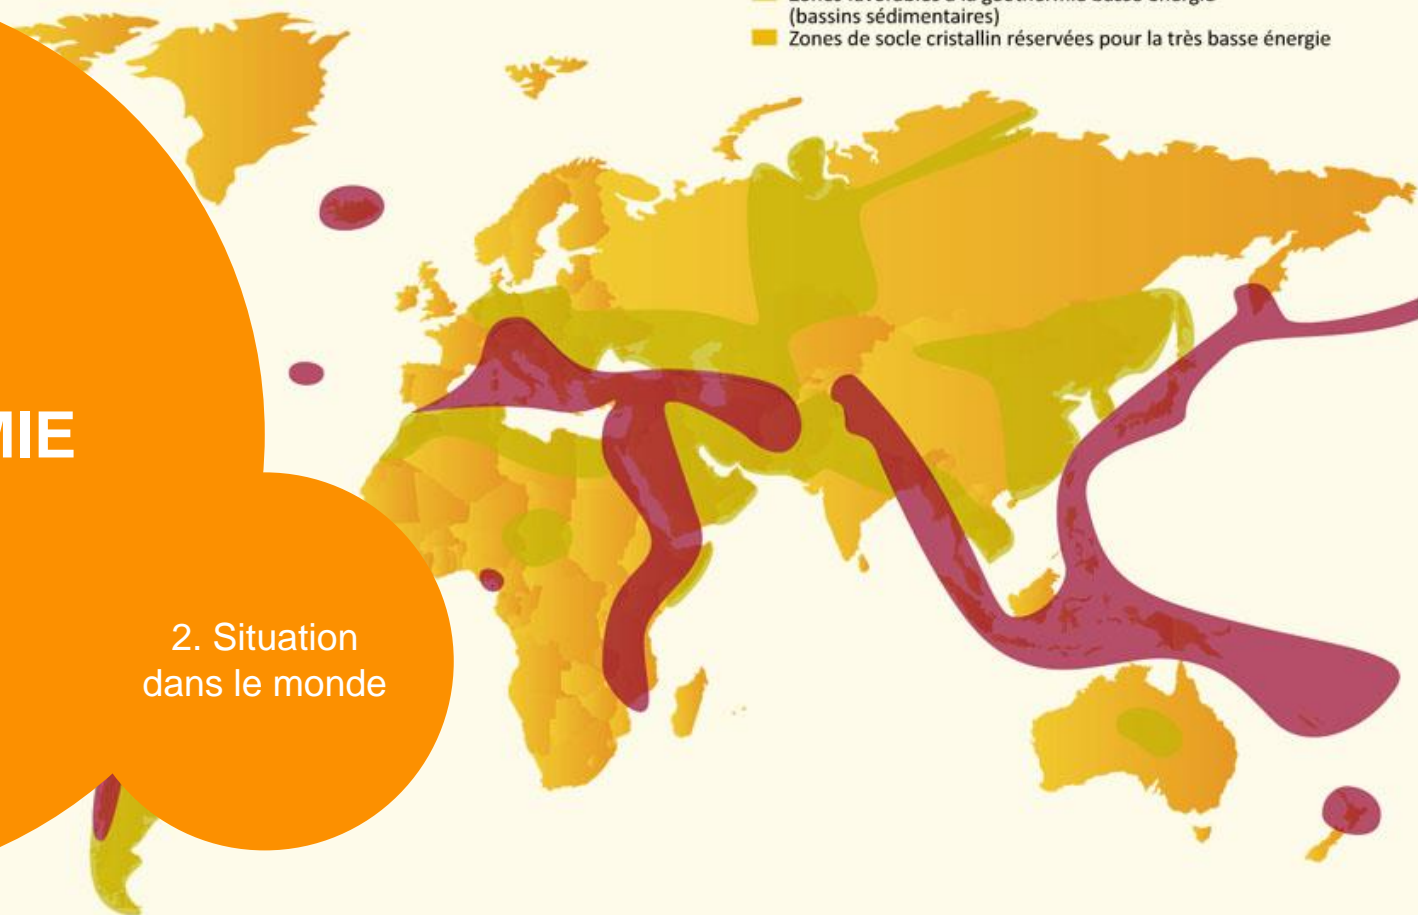 (bassins sédimentaires)
Zones de socle cristallin réservées pour la très basse énergie
MIE
2. Situation
dans le monde